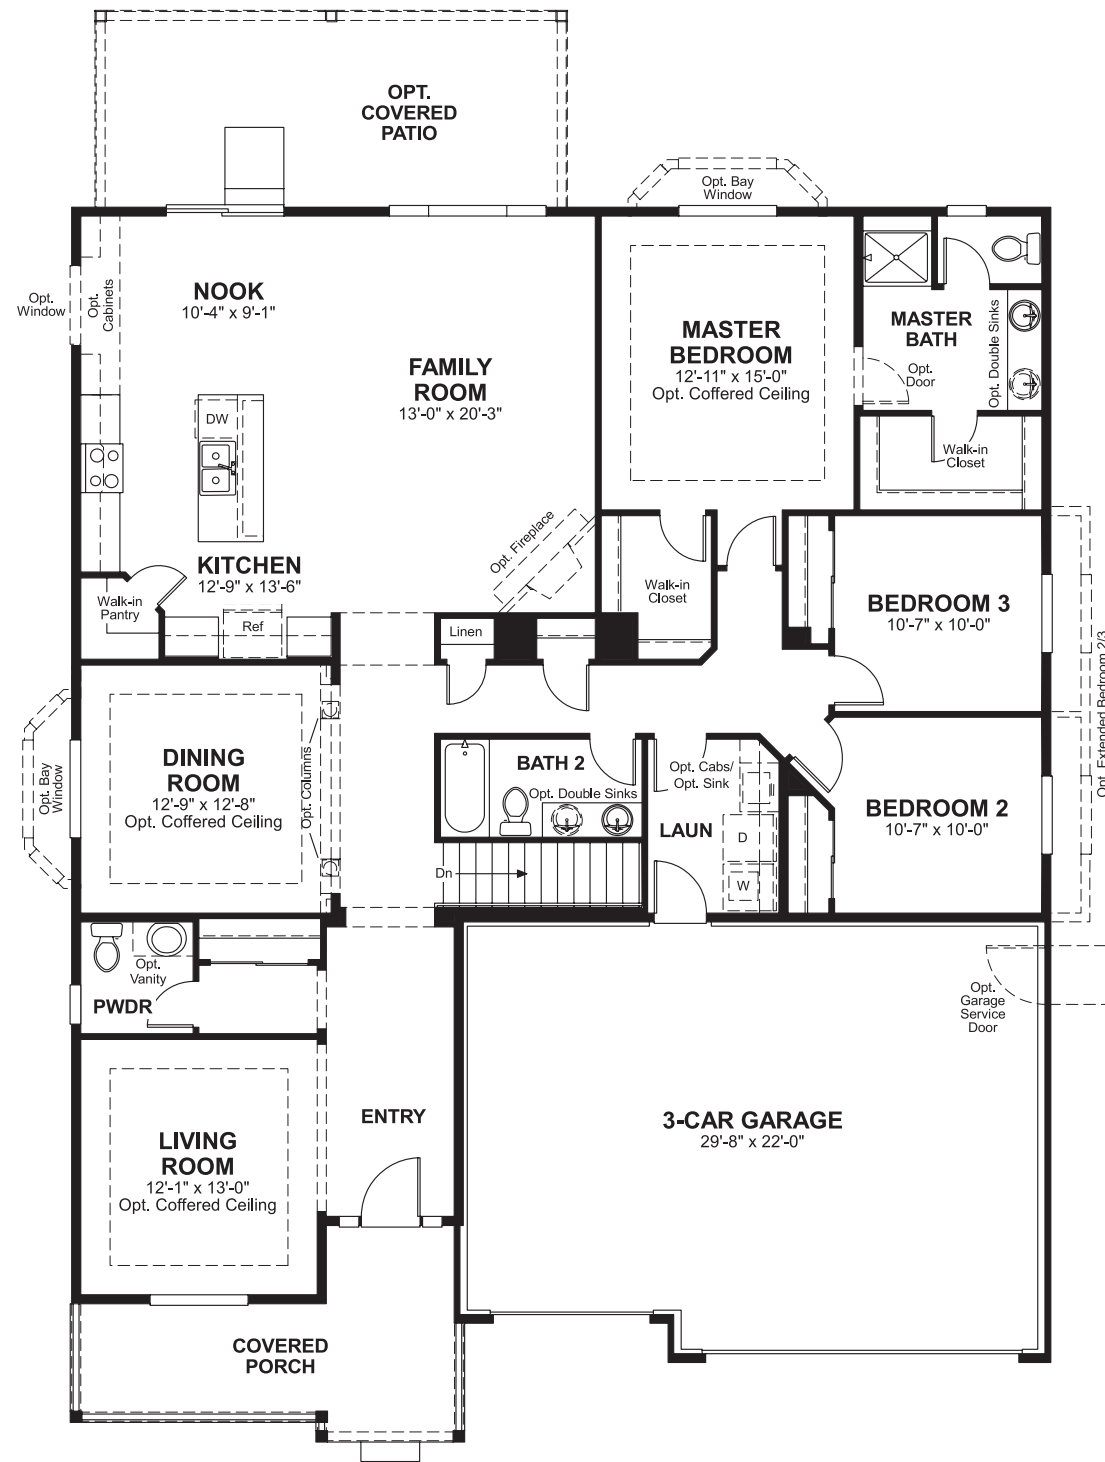 OPT.
COVERED
PATIO
Opt. Bay
Window
Opt.
Window
Opt.
Cabinets
NOOK
10'-4" x 9'-1"
FAMILY
ROOM
13'-0" x 20'-3"
MASTER
BEDROOM
12'-11" x 15'-0"
Opt. Coffered Ceiling
MASTER
BATH
Opt.
Door
Opt. Double Sinks
Walk-in
Closet
DW
KITCHEN
12'-9" x 13'-6"
Opt. Fireplace
Walk-in
Pantry
Ref
Linen
Walk-in
Closet
BEDROOM 3
10'-7" x 10'-0"
Opt. Extended Bedroom 2/3
Opt. Bay
Window
DINING
ROOM
12'-9" x 12'-8"
Opt. Coffered Ceiling
Opt. Columns
BATH 2
Opt. Double Sinks
Opt. Cabs/
Opt. Sink
LAUN
D
W
BEDROOM 2
10'-7" x 10'-0"
Dn
Opt.
Vanity
PWDR
Opt.
Garage
Service
Door
ENTRY
3-CAR GARAGE
29'-8" x 22'-0"
LIVING
ROOM
12'-1" x 13'-0"
Opt. Coffered Ceiling
COVERED
PORCH